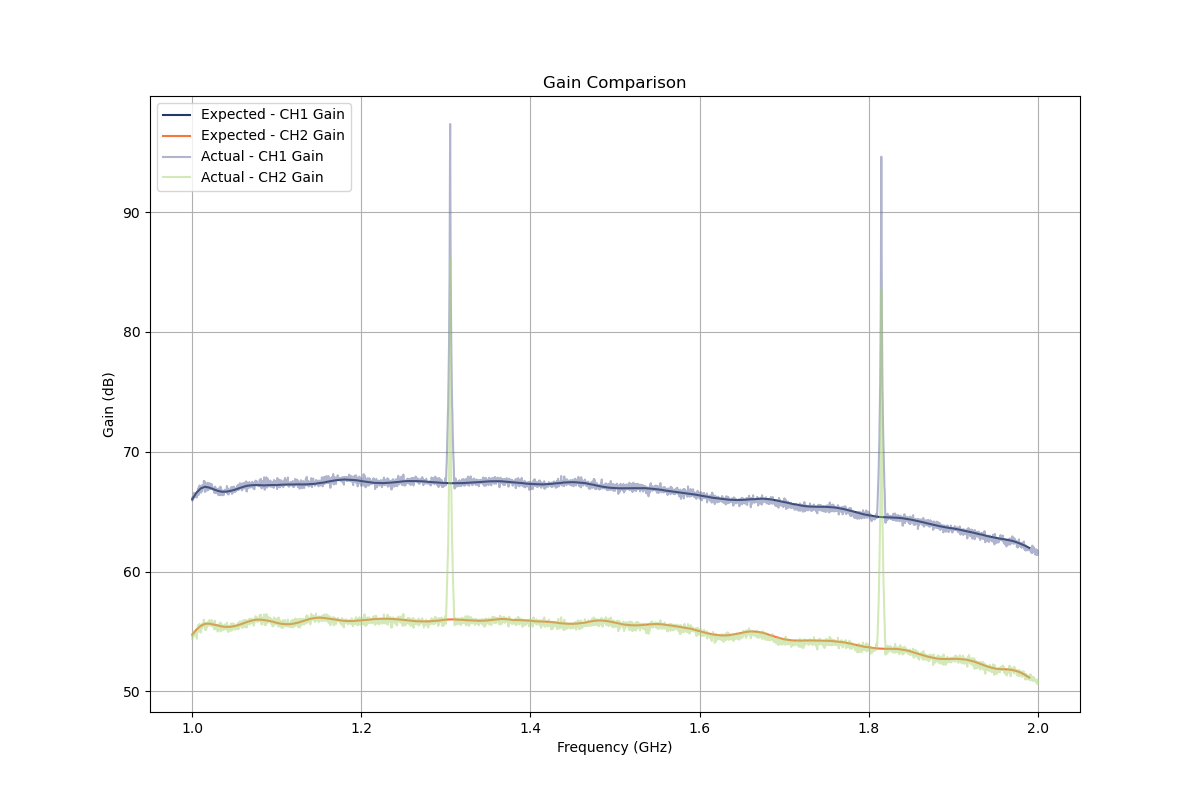 Gain Comparison
Expected - CH1 Gain
Expected - CH2 Gain
Actual - CH1 Gain
Actual - CH2 Gain
90
80
70
60
50
Gain (dB)
1.0 1.2 1.4 1.6 1.8 2.0
Frequency (GHz)